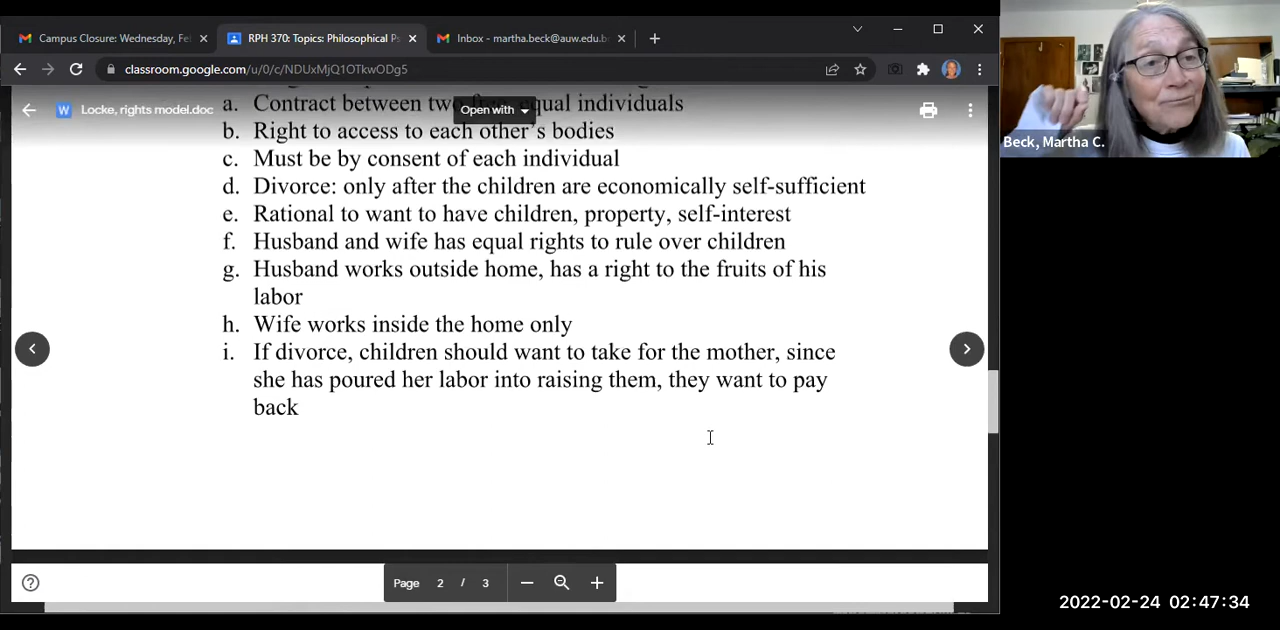 Campus Closure: Wednesday, Fe
RPH 370: Topics: Philosophical Ps
Inbox - martha.beck@auw.edu.b
classroom.google.com/u/0/c/NDUxMjQ1OTkwODg5
Locke, rights model.doc
Open with
a. Contract between two equal individuals
b. Right to access to each other's bodies
c. Must be by consent of each individual
d. Divorce: only after the children are economically self-sufficient
e. Rational to want to have children, property, self-interest
f. Husband and wife has equal rights to rule over children
g. Husband works outside home, has a right to the fruits of his
labor
h. Wife works inside the home only
i. If divorce, children should want to take for the mother, since
she has poured her labor into raising them, they want to pay
back
Page 2 / 3
Beck, Martha C.
2022-02-24 02:47:34